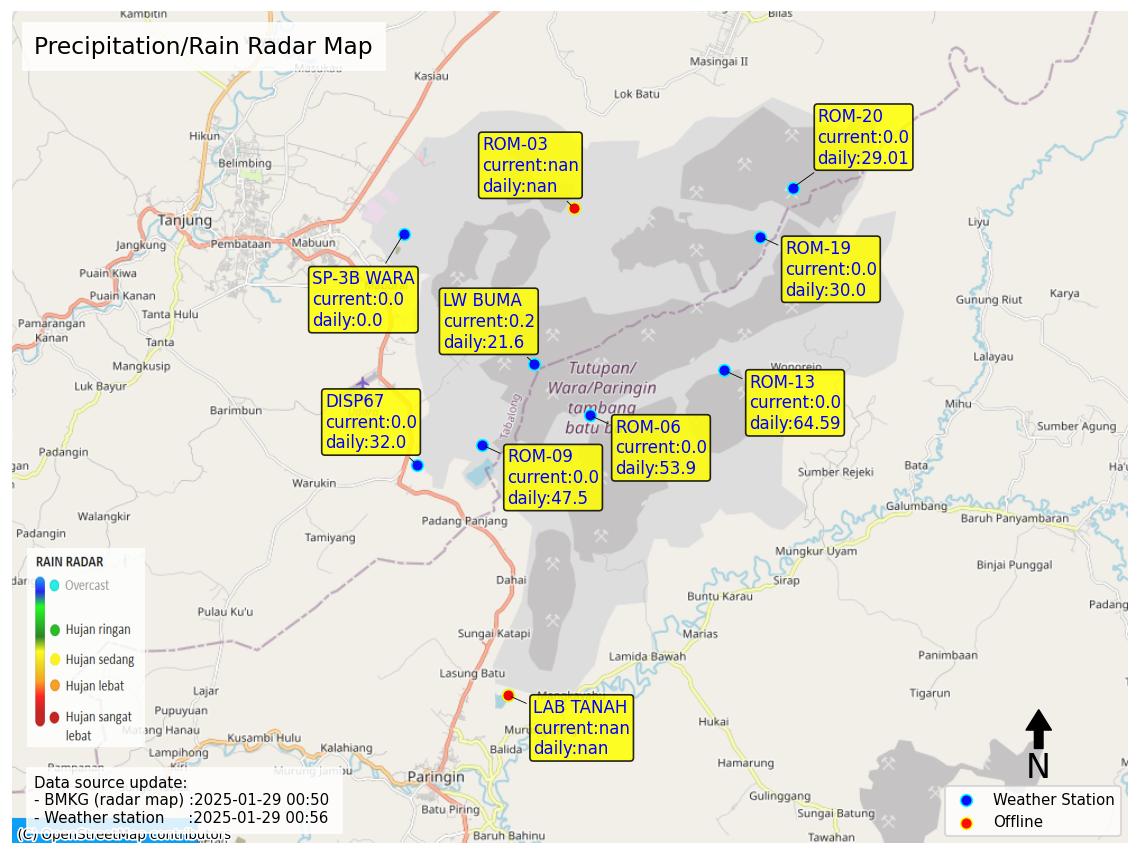 Kambitin
Bilas
Precipitation/Rain Radar Map
Masukau
Kasiau
Masingai II
Lok Batu
ROM-20
current:0.0
daily:29.01
Hikun
ROM-03
current:nan
daily:nan
Belimbing
Tanjung
Liyu
Jangkung
Pembataan
Mabuun
ROM-19
current:0.0
daily:30.0
Puain Kiwa
SP-3B WARA
current:0.0
daily:0.0
Puain Kanan
LW BUMA
current:0.2
daily:21.6
Karya
Gunung Riut
Tanta Hulu
Pamarangan
Kanan
Tanta
Lalayau
Mangkusip
Tutupan/
Wara/Paringin
tambang
batu b
Wonorejo
Luk Bayur
ROM-13
current:0.0
daily:64.59
DISP67
current:0.0
daily:32.0
Barimbun
Tabalong
Mihu
ROM-06
current:0.0
daily:53.9
Sumber Agung
Padangin
ROM-09
current:0.0
daily:47.5
gan
Bata
Sumber Rejeki
Warukin
Galumbang
Walangkir
Padang Panjang
Baruh Panyambaran
Padangin
Tamiyang
Mungkur Uyam
RAIN RADAR
Binjai Punggal
Overcast
Dahai
Sirap
Buntu Karau
Padang
Pulau Ku'u
Hujan ringan
Sungai Katapi
Marias
Hujan sedang
Lamida Bawah
Panimbaan
Lasung Batu
Hujan lebat
Lajar
Tigarun
Pupuyuan
LAB TANAH
current:nan
daily:nan
Hujan sangat
lebat
Hukai
Matang Hanau
Kusambi Hulu
Kalahiang
Balida
Lampihong
Hamarung
N
Murung Jambu
Paringin
Data source update:
- BMKG (radar map) :2025-01-29 00:50
- Weather station :2025-01-29 00:56
Gulinggang
Weather Station
Batu Piring
Sungai Batung
Offline
(C) OpenStreetMap contributors
Baruh Bahinu
Tawahan